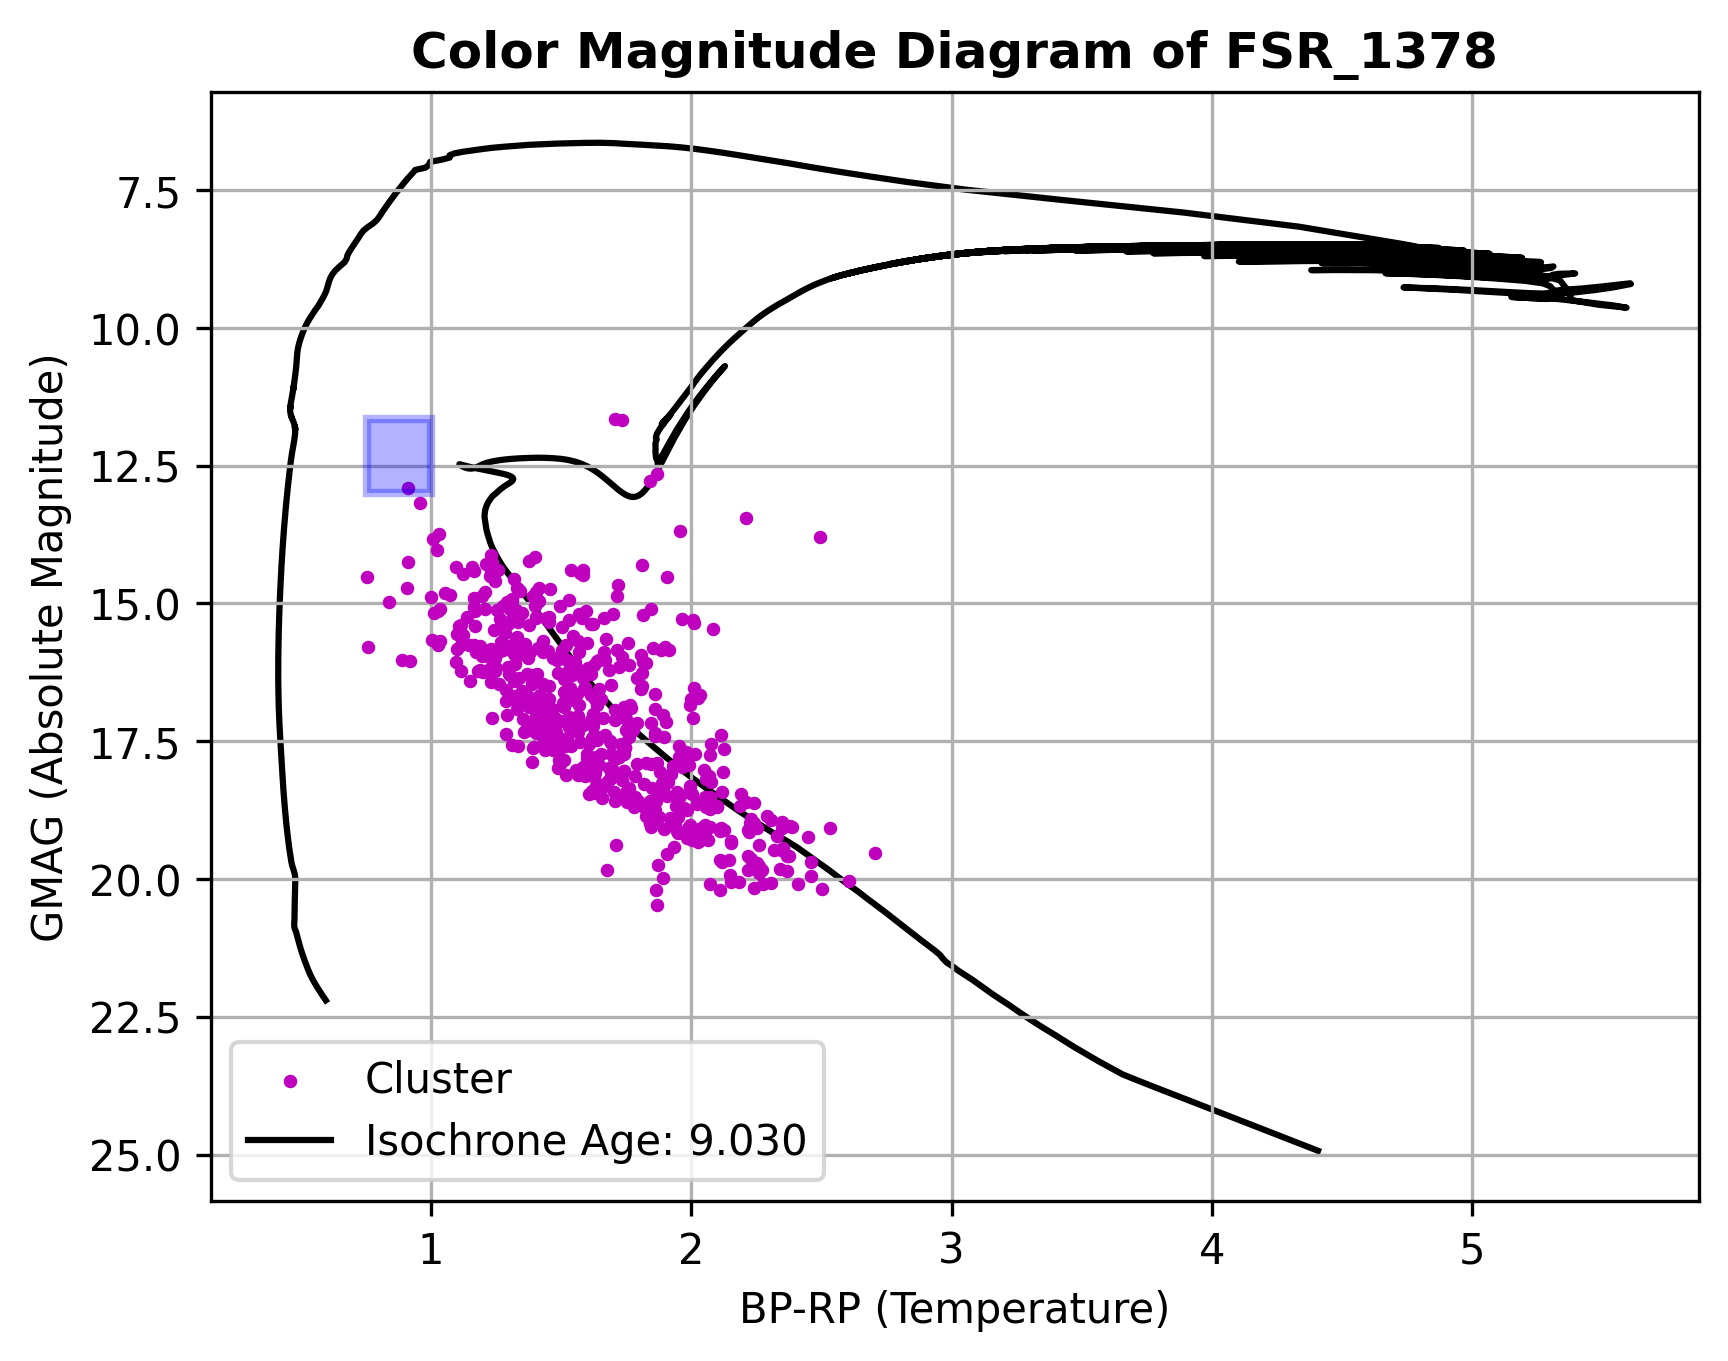 Color Magnitude Diagram of FSR_1378
GMAG (Absolute Magnitude)
7.5
10.0
12.5
15.0
17.5
20.0
22.5
25.0
Cluster
Isochrone Age: 9.030
1 2 3 4 5
BP-RP (Temperature)